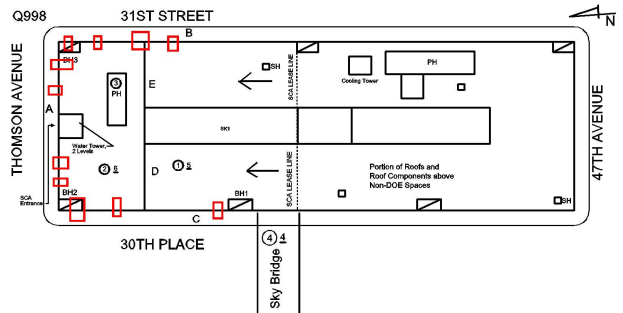 Q998
31ST STREET
N
B
THOMSON AVENUE
BH3
SH
PH
3
PH
E
SCA LEASE LINE
Cooling Tower
A
47TH AVENUE
SK1
Water Tower,
2 Levels
2 6
1 5
D
SCA LEASE LINE
Portion of Roofs and
Roof Components above
Non-DOE Spaces
SCA
Entrance
BH2
BH1
SH
C
30TH PLACE
4 4
Sky Bridge